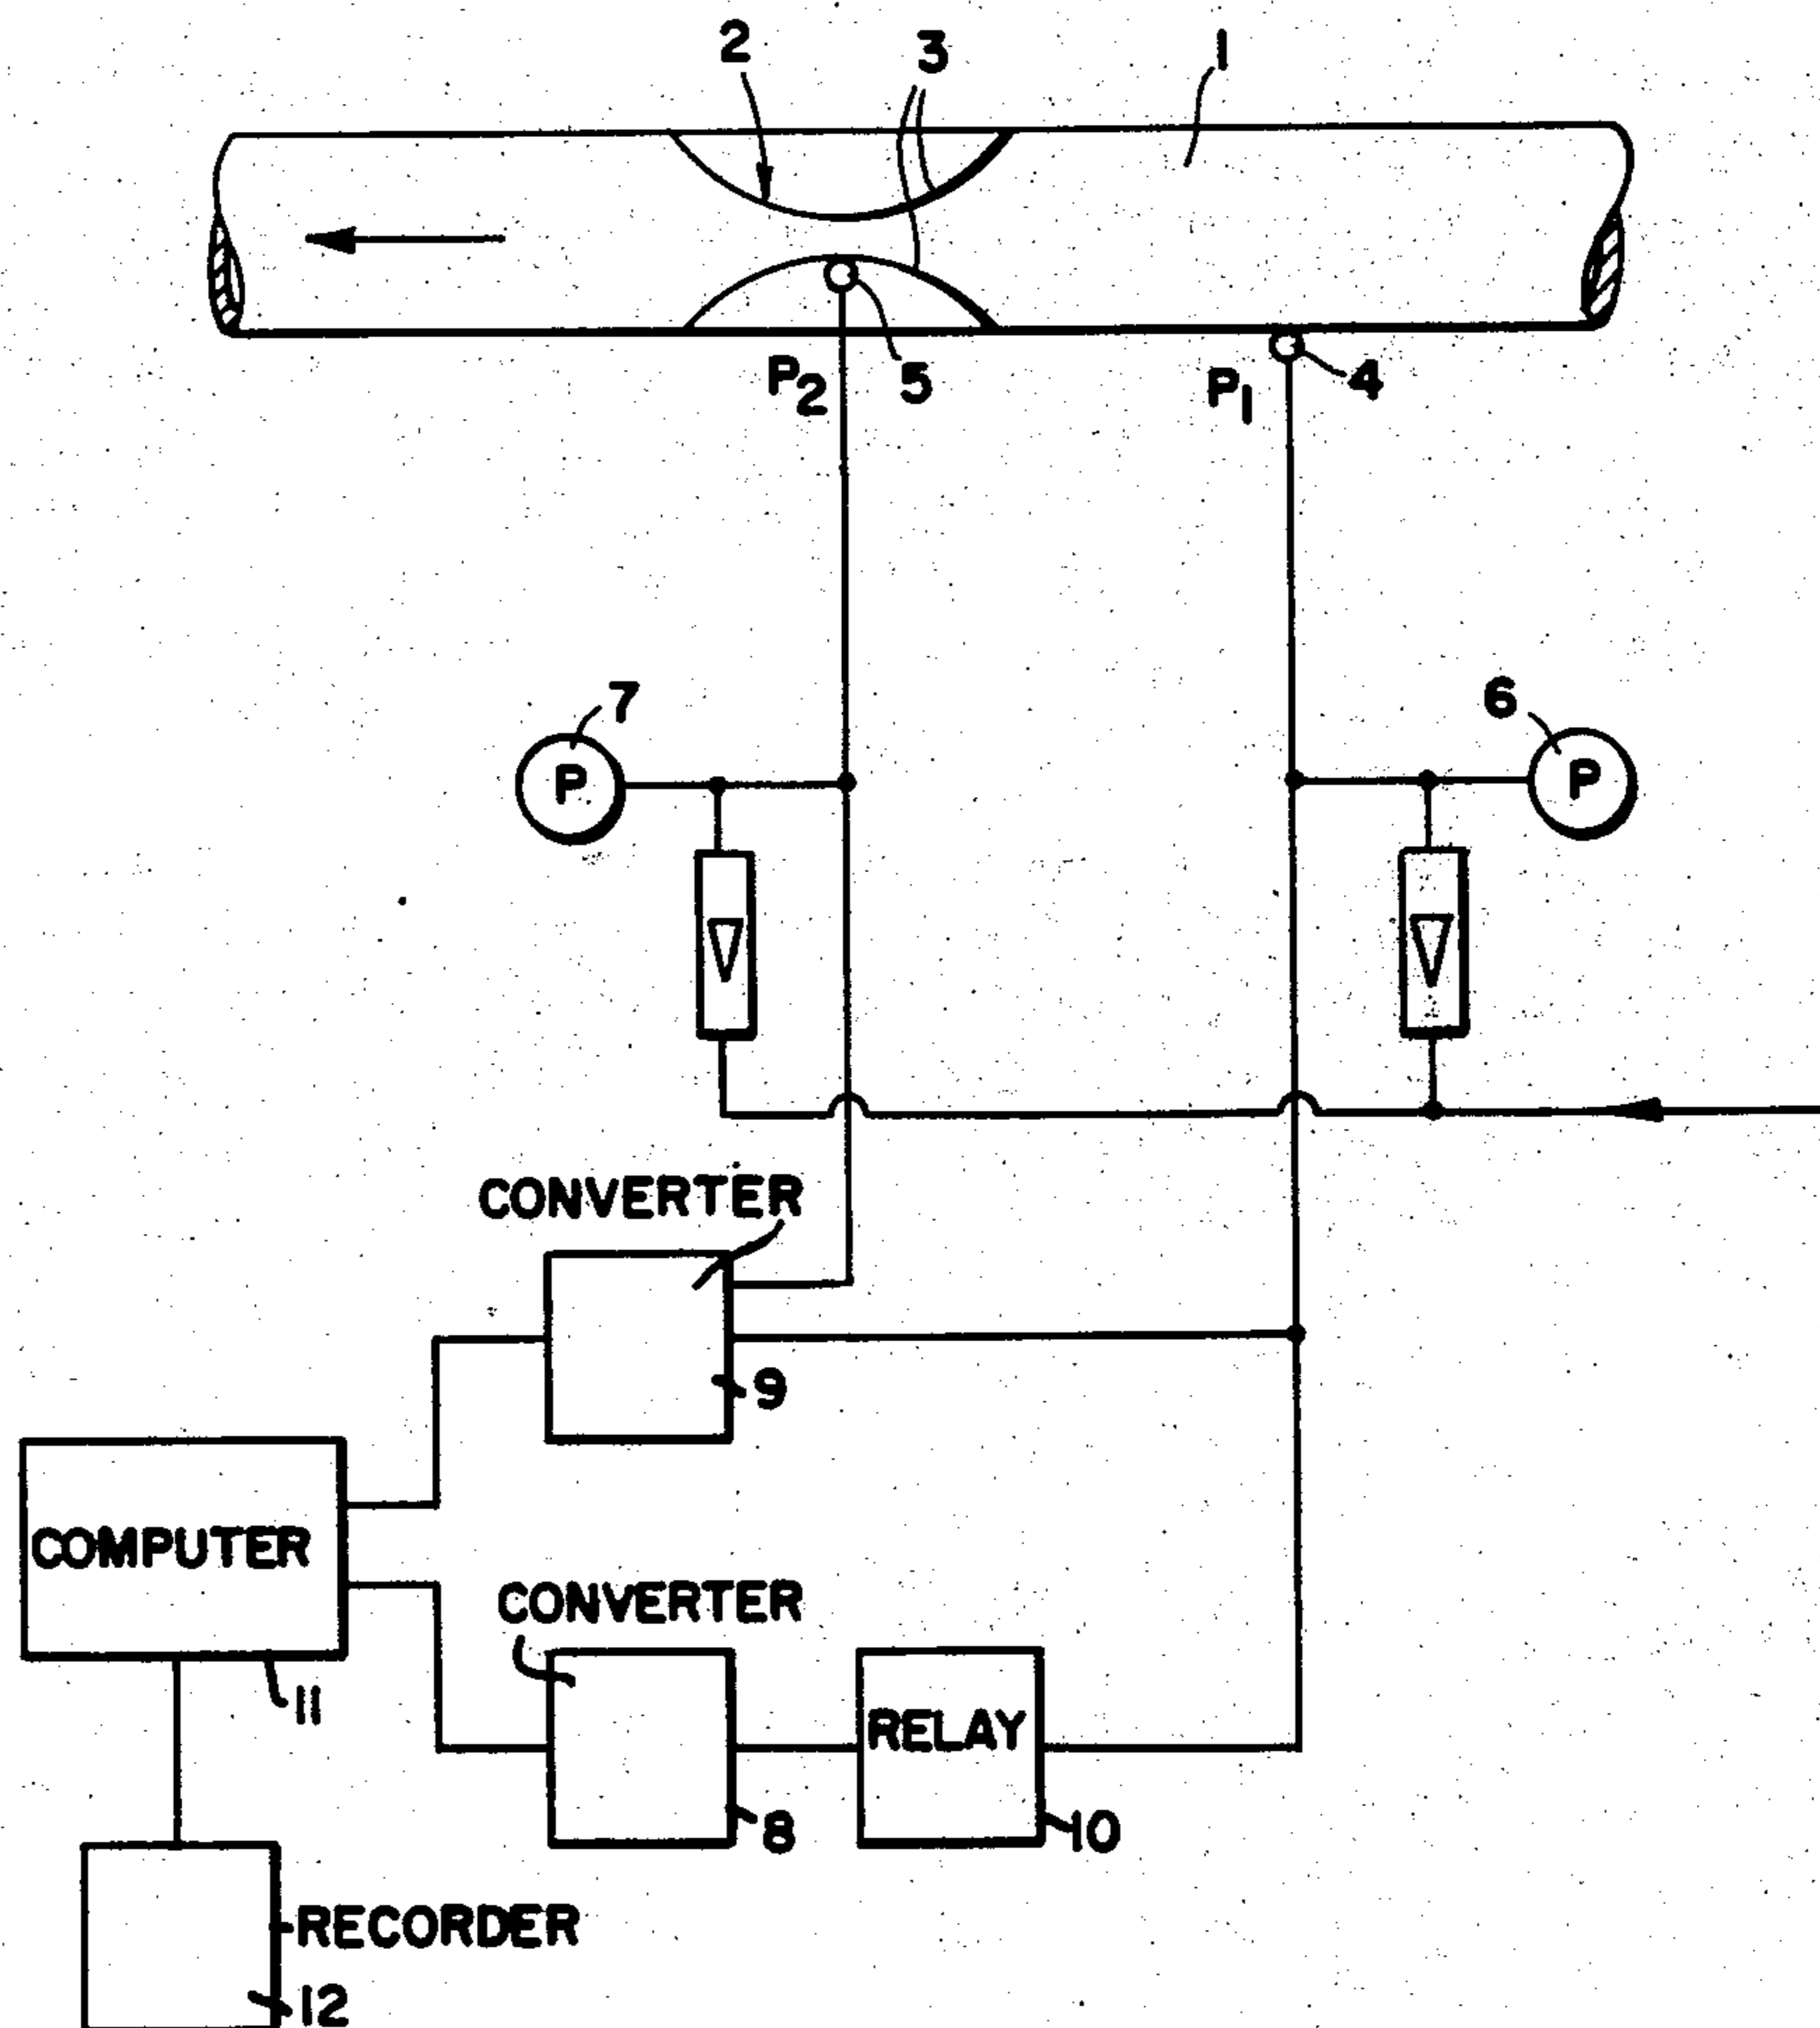 2
3
1
P2
5
P1
4
7
6
P
P
CONVERTER
9
COMPUTER
CONVERTER
11
RELAY
8
10
RECORDER
12